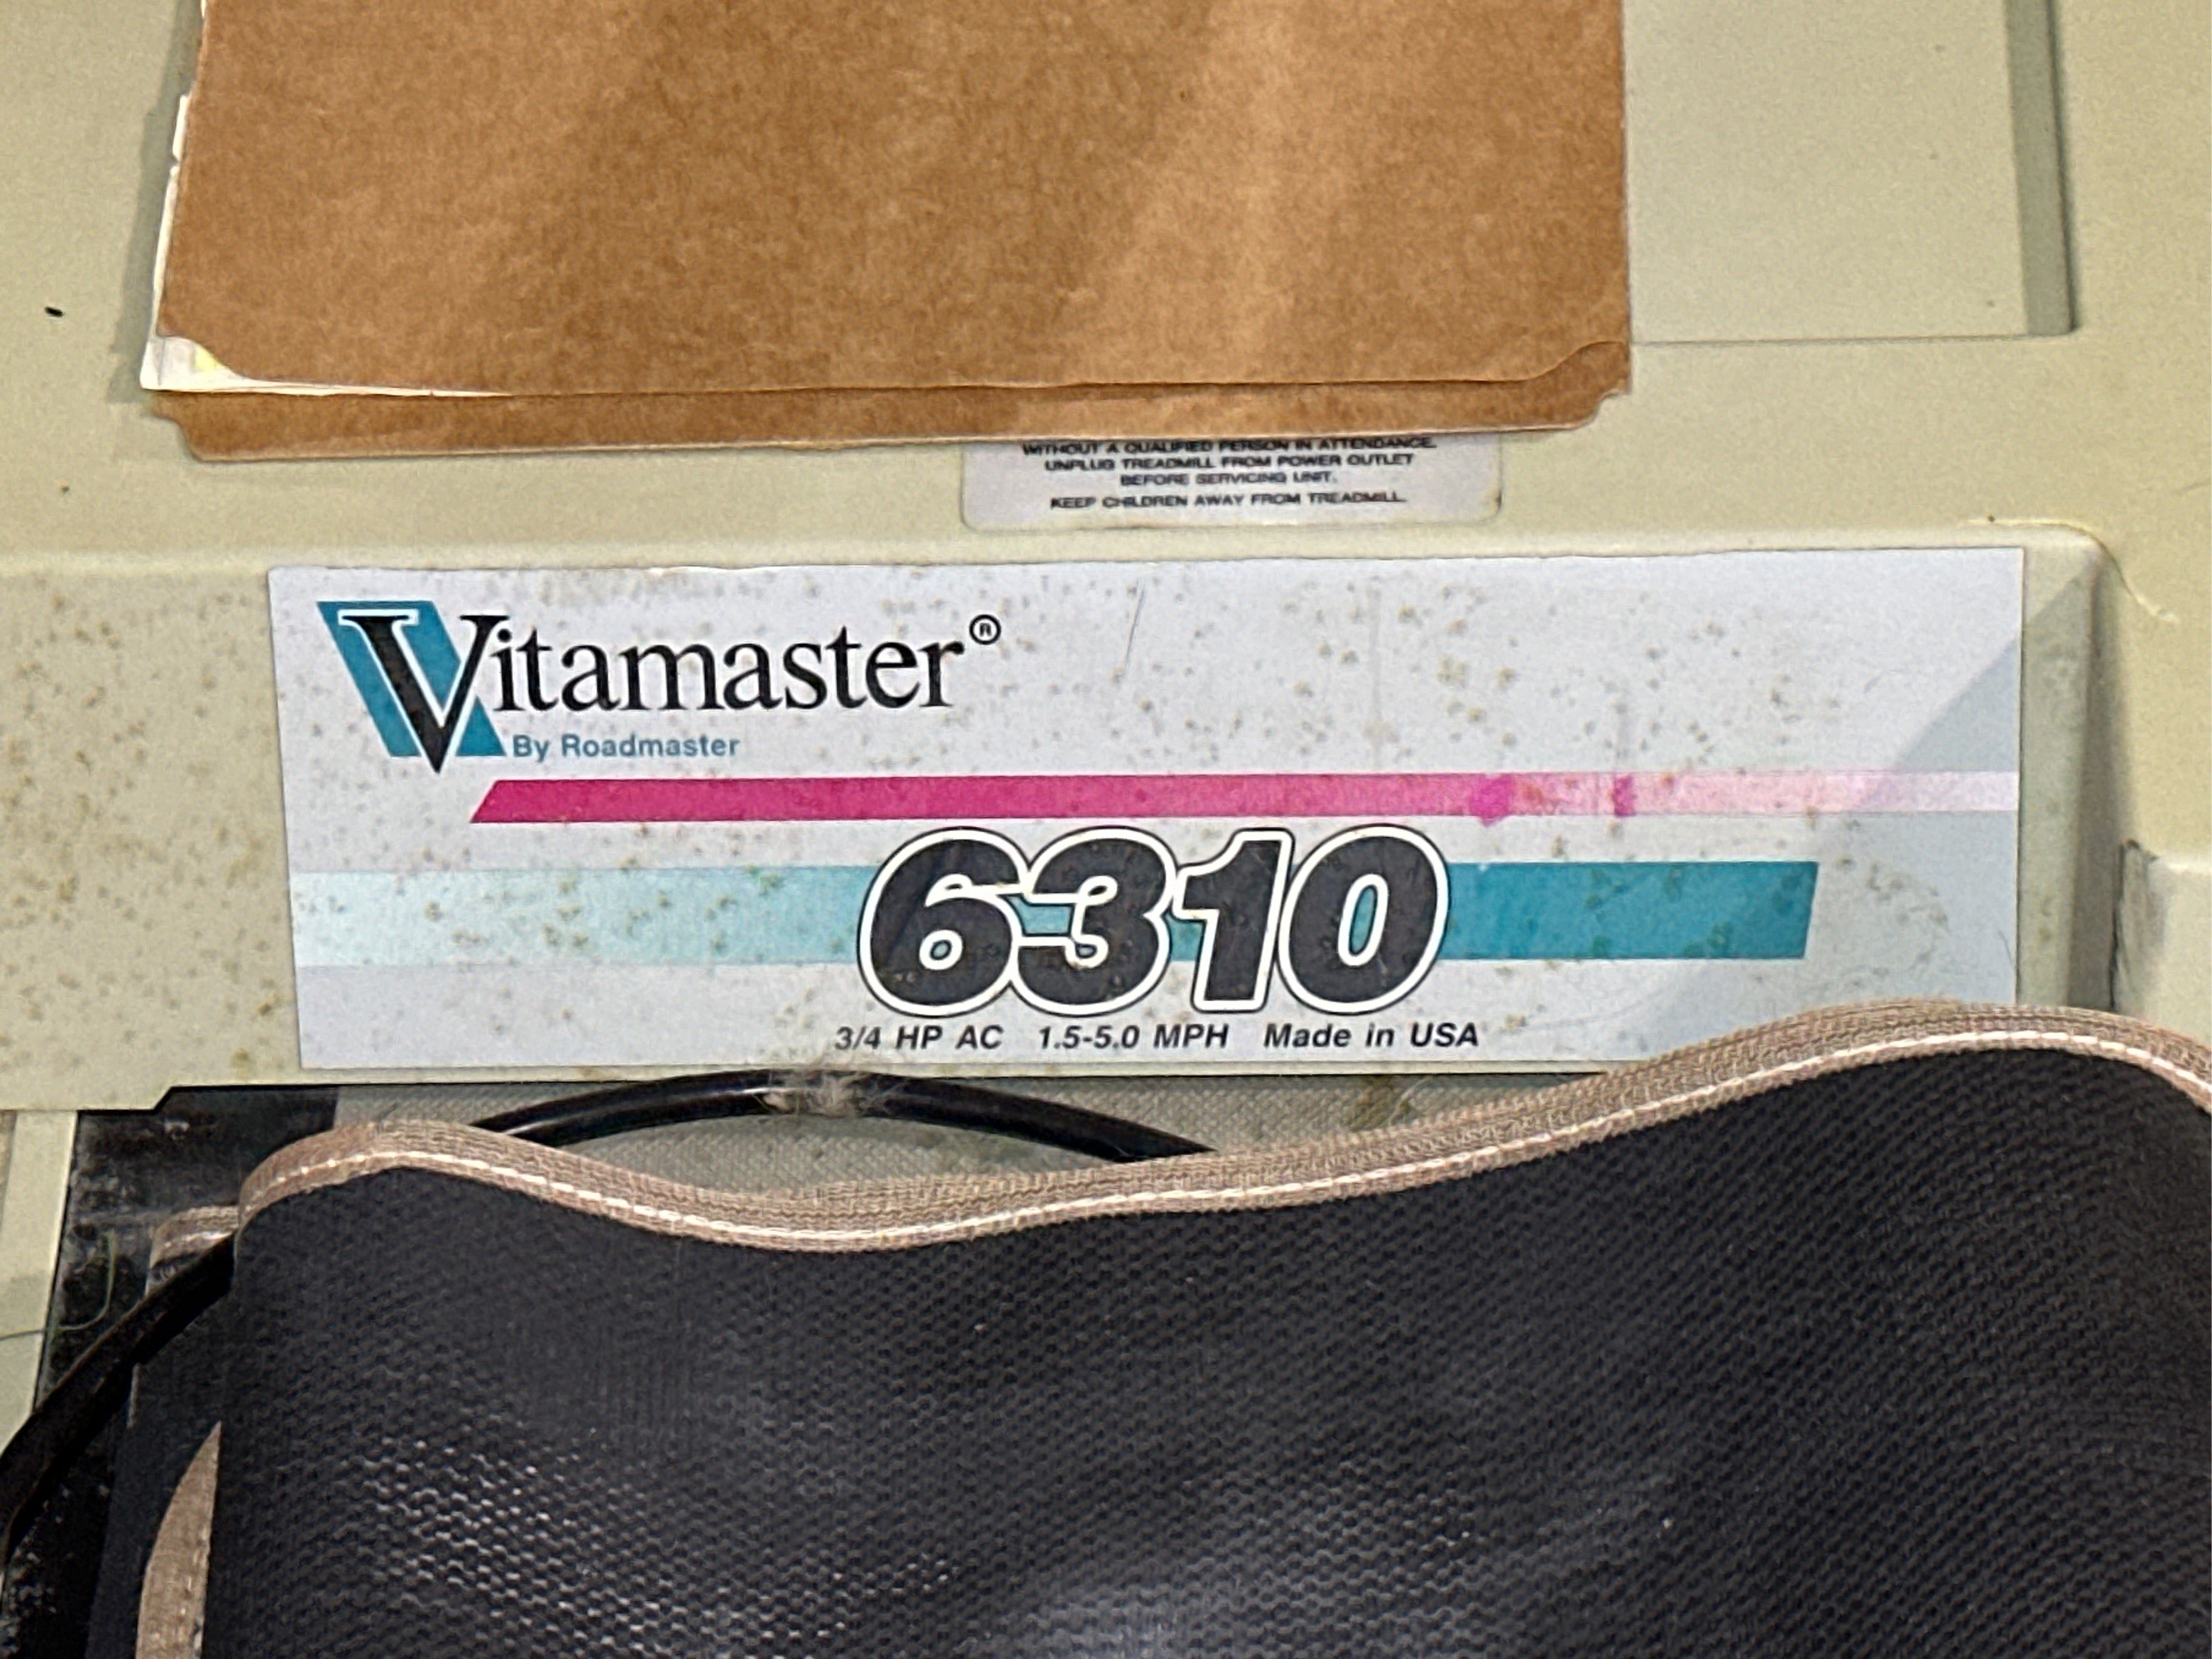 WITHOUT A QUALIFIED PERSON IN ATTENDANCE.
UNPLUG TREADMILL FROM POWER OUTLET
BEFORE SERVICING UNIT.
KEEP CHILDREN AWAY FROM TREADMILL.
Vitamaster®
By Roadmaster
6310
3/4 HP AC 1.5-5.0 MPH Made in USA